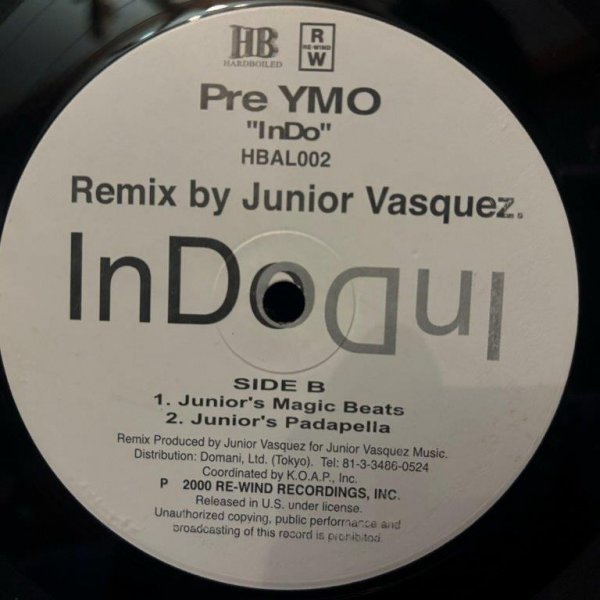 HB
HARDBOILED
R
RE-WIND
W
Pre YMO
"InDo"
HBAL002
Remix by Junior Vasquez.
InDoInDo
SIDE B
1. Junior's Magic Beats
2. Junior's Padapella
Remix Produced by Junior Vasquez for Junior Vasquez Music.
Distribution: Domani, Ltd. (Tokyo). Tel: 81-3-3486-0524
Coordinated by K.O.A.P., Inc.
P 2000 RE-WIND RECORDINGS, INC.
Released in U.S. under license.
Unauthorized copying, public performance and
broadcasting of this record is prohibited.